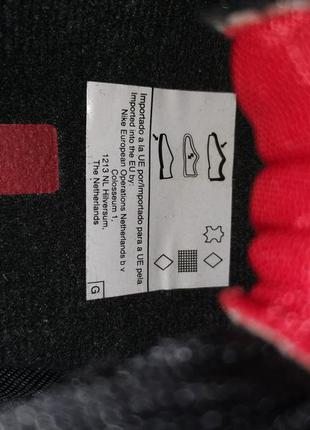 Importado a la UE por/Importado para a UE pela
Imported into the EU by:
Nike European Operations Netherlands b v
Colosseum 1,
1213 NL Hilversum,
The Netherlands
G